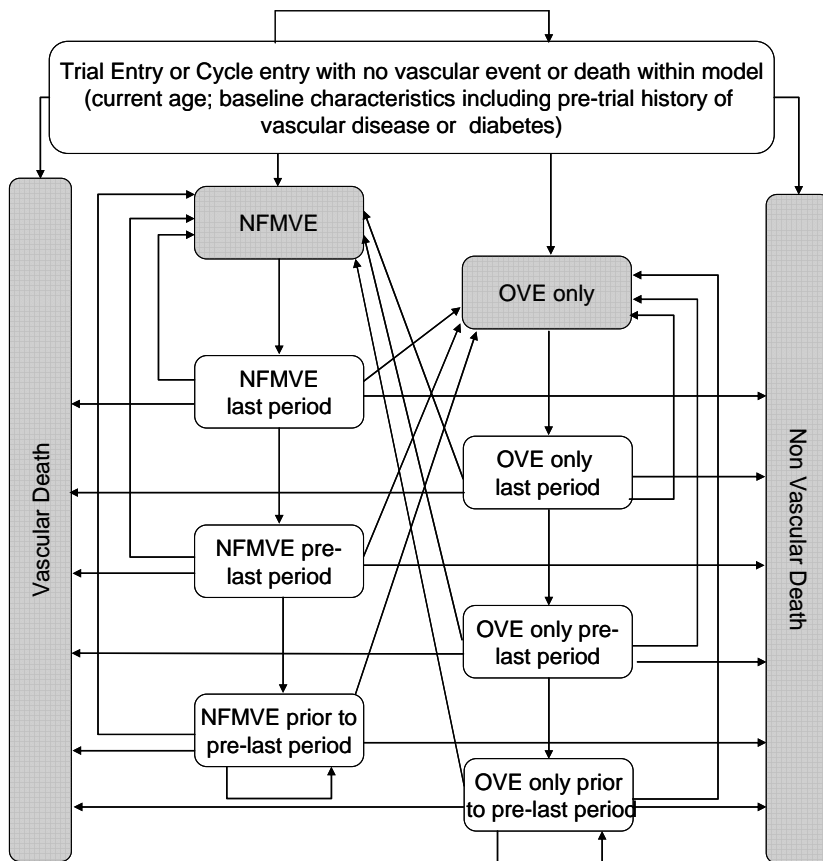 Trial Entry or Cycle entry with no vascular event or death within model
(current age; baseline characteristics including pre-trial history of
vascular disease or diabetes)
NFMVE
OVE only
NFMVE
last period
OVE only
last period
Vascular Death
Non Vascular Death
NFMVE pre-
last period
OVE only pre-
last period
NFMVE prior to
pre-last period
OVE only prior
to pre-last period